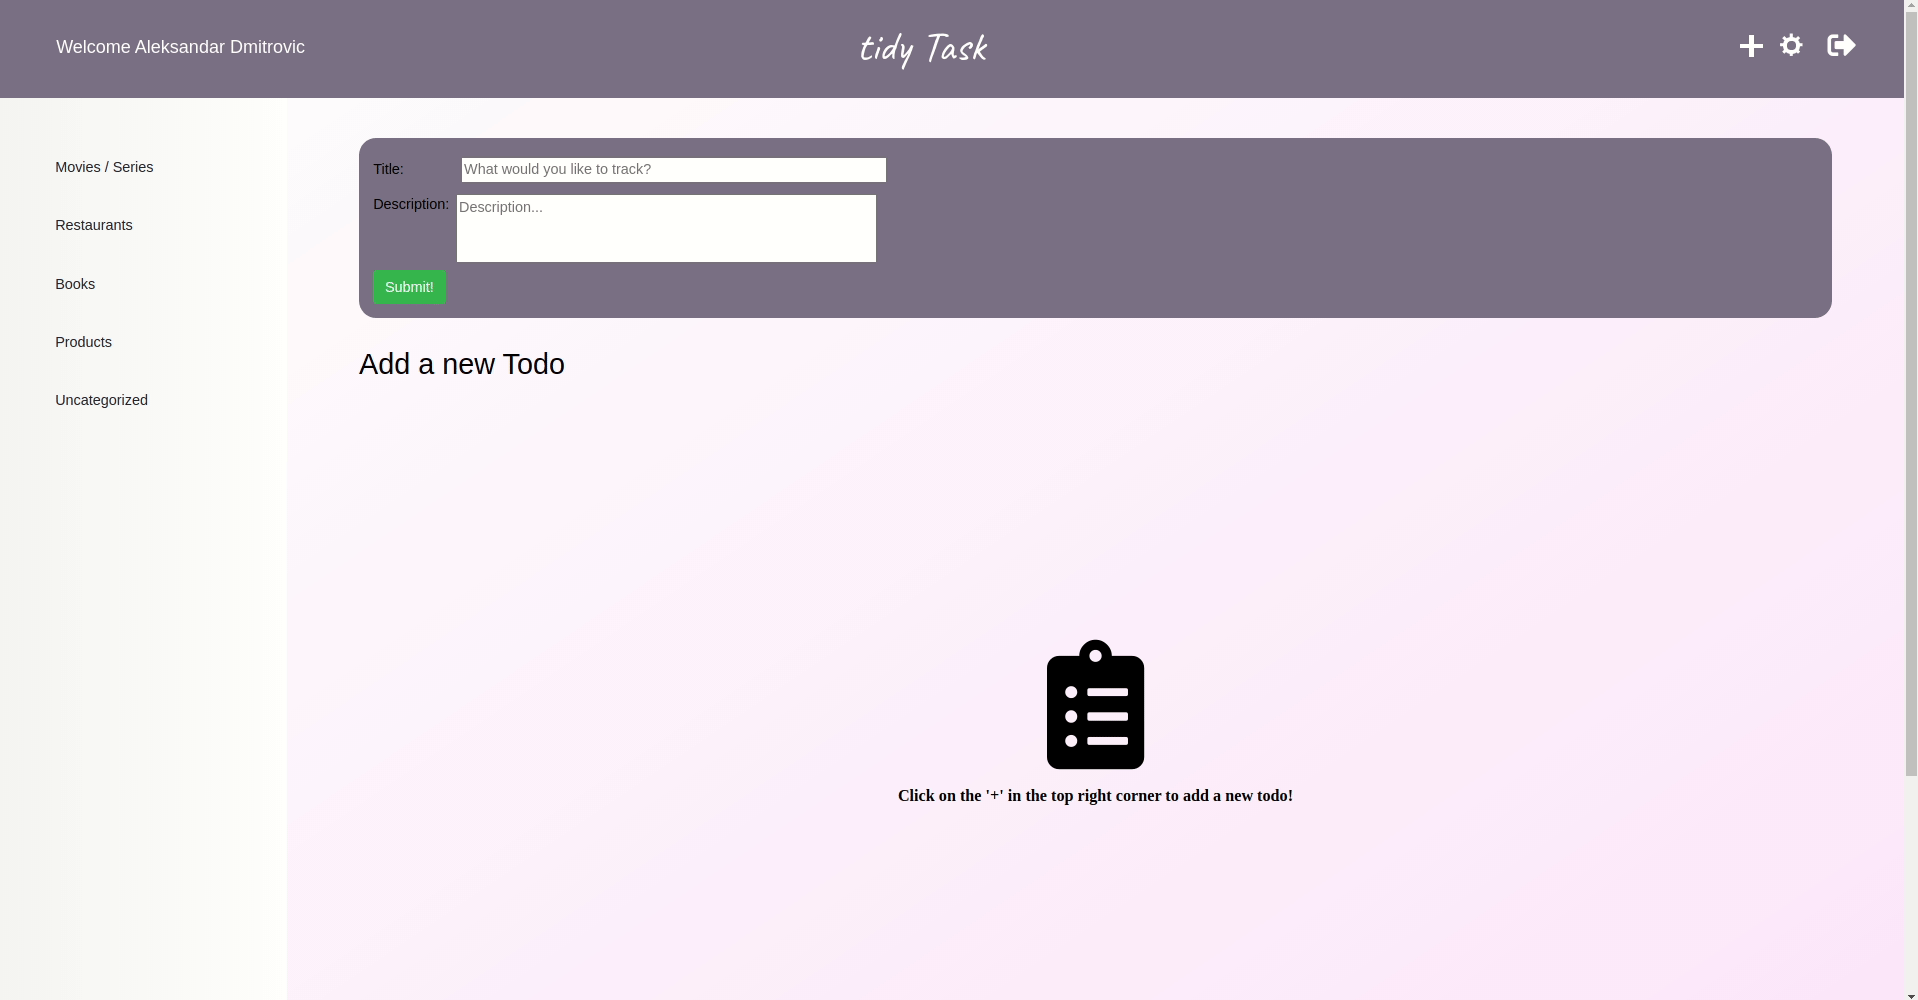 Welcome Aleksandar Dmitrovic
tidy Task
Movies / Series
Restaurants
Books
Products
Uncategorized
Title:
What would you like to track?
Description:
Description...
Submit!
Add a new Todo
Click on the '+' in the top right corner to add a new todo!